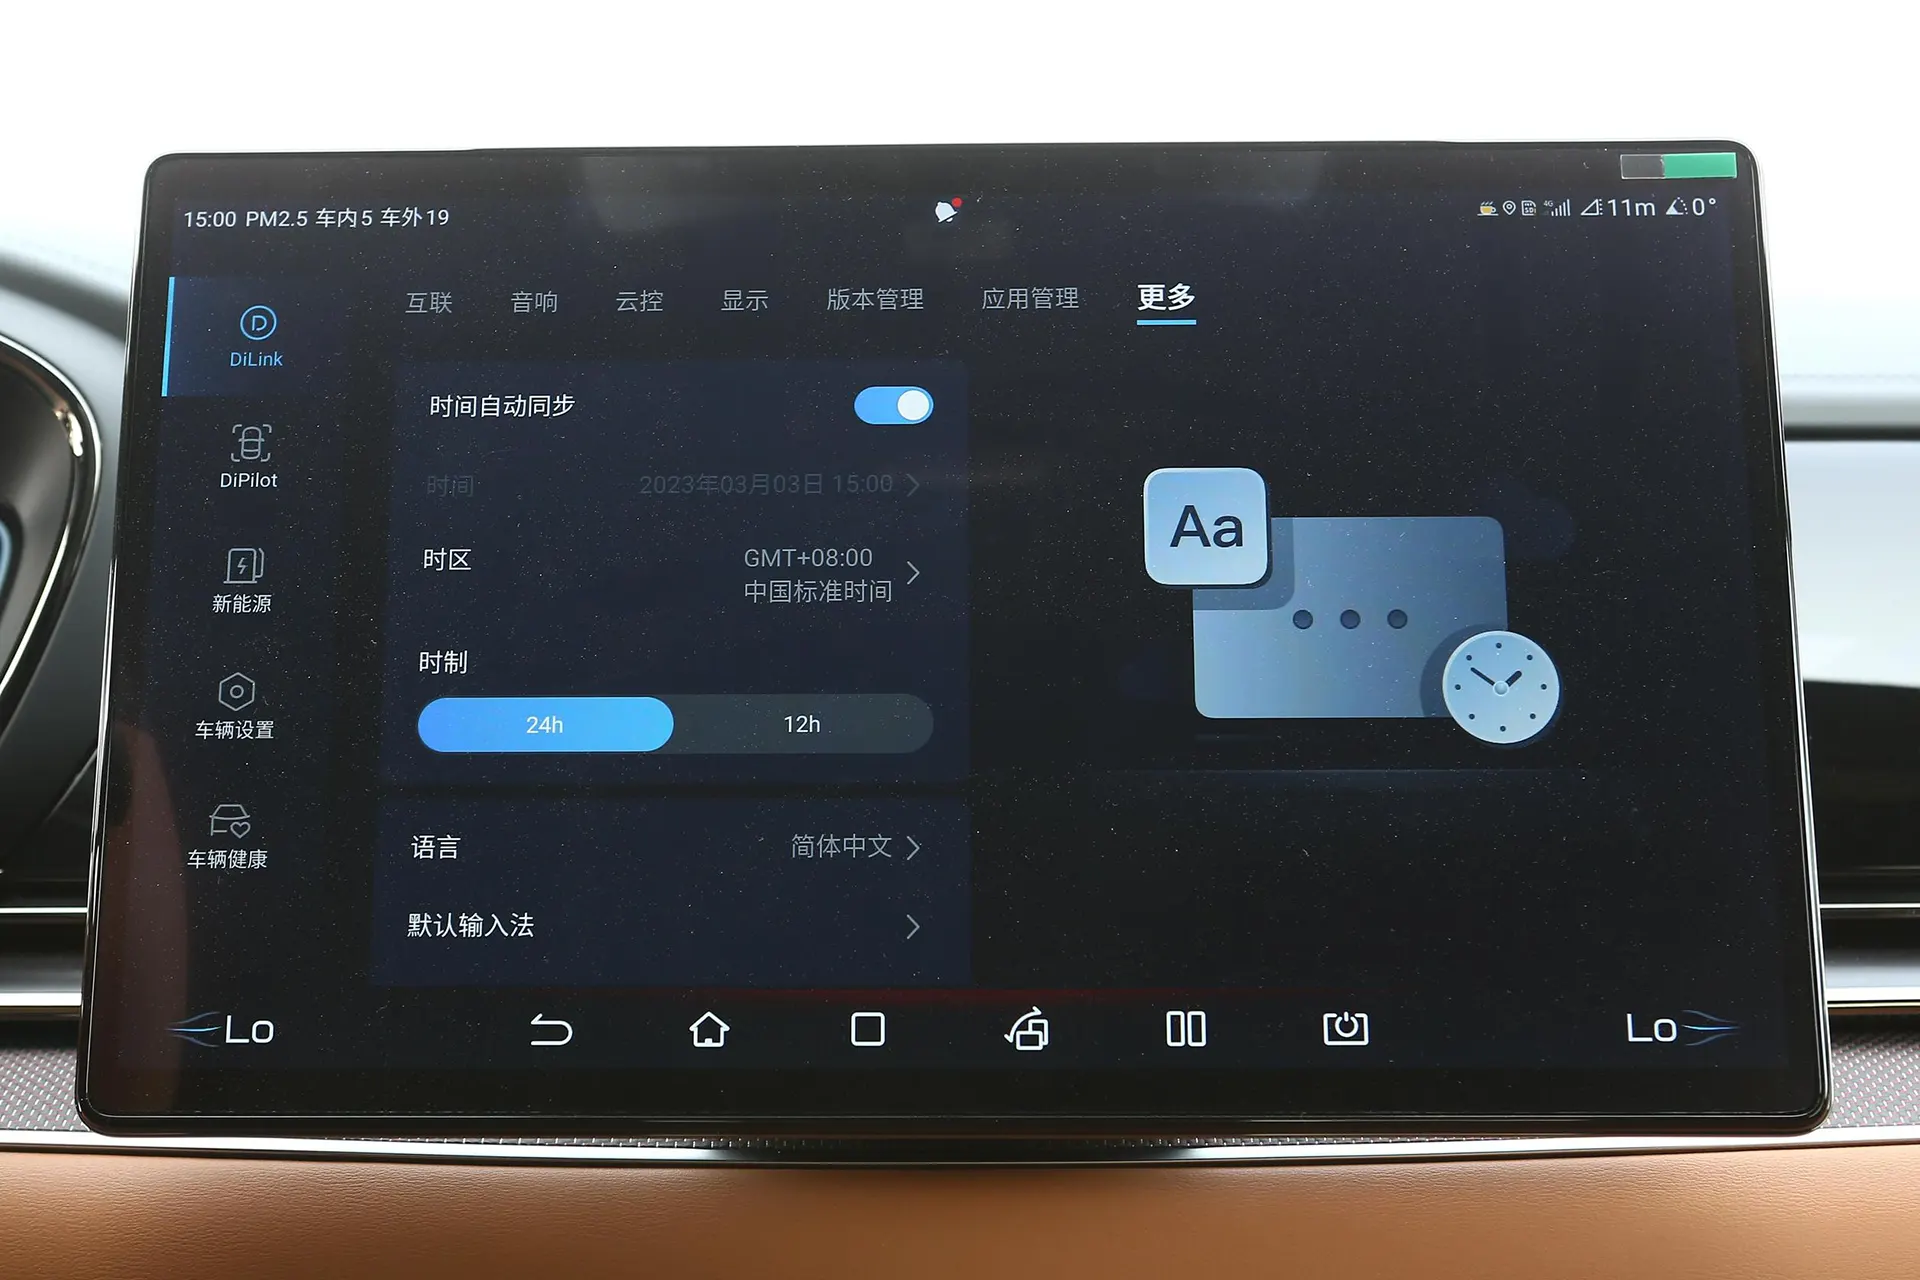 15:00 PM2.5 车内5 车外19
4G
11m
0°
DiLink
DiPilot
新能源
车辆设置
车辆健康
互联 音响 云控 显示 版本管理 应用管理 更多
时间自动同步
时间 2023年03月03日 15:00
时区 GMT+08:00
中国标准时间
时制
24h 12h
语言 简体中文
默认输入法
Aa
Lo
Lo